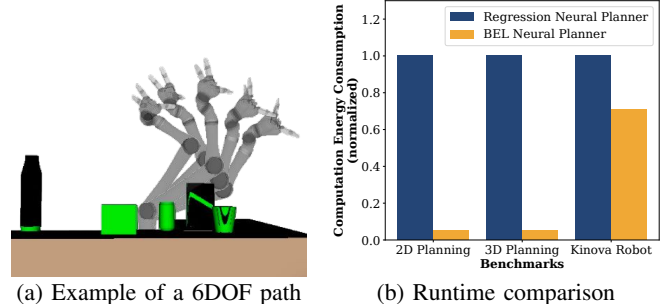 Computation Energy Consumption
(normalized)
1.2
1.0
0.8
0.6
0.4
0.2
0.0
Regression Neural Planner
BEL Neural Planner
2D Planning 3D Planning Kinova Robot
Benchmarks
(a) Example of a 6DOF path
(b) Runtime comparison